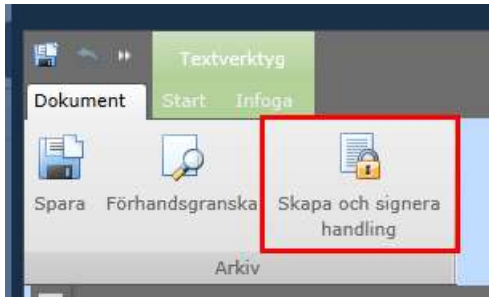 Textverktyg
Dokument Start Infoga
Spara Förhandsgranska Skapa och signera
handling
Arkiv